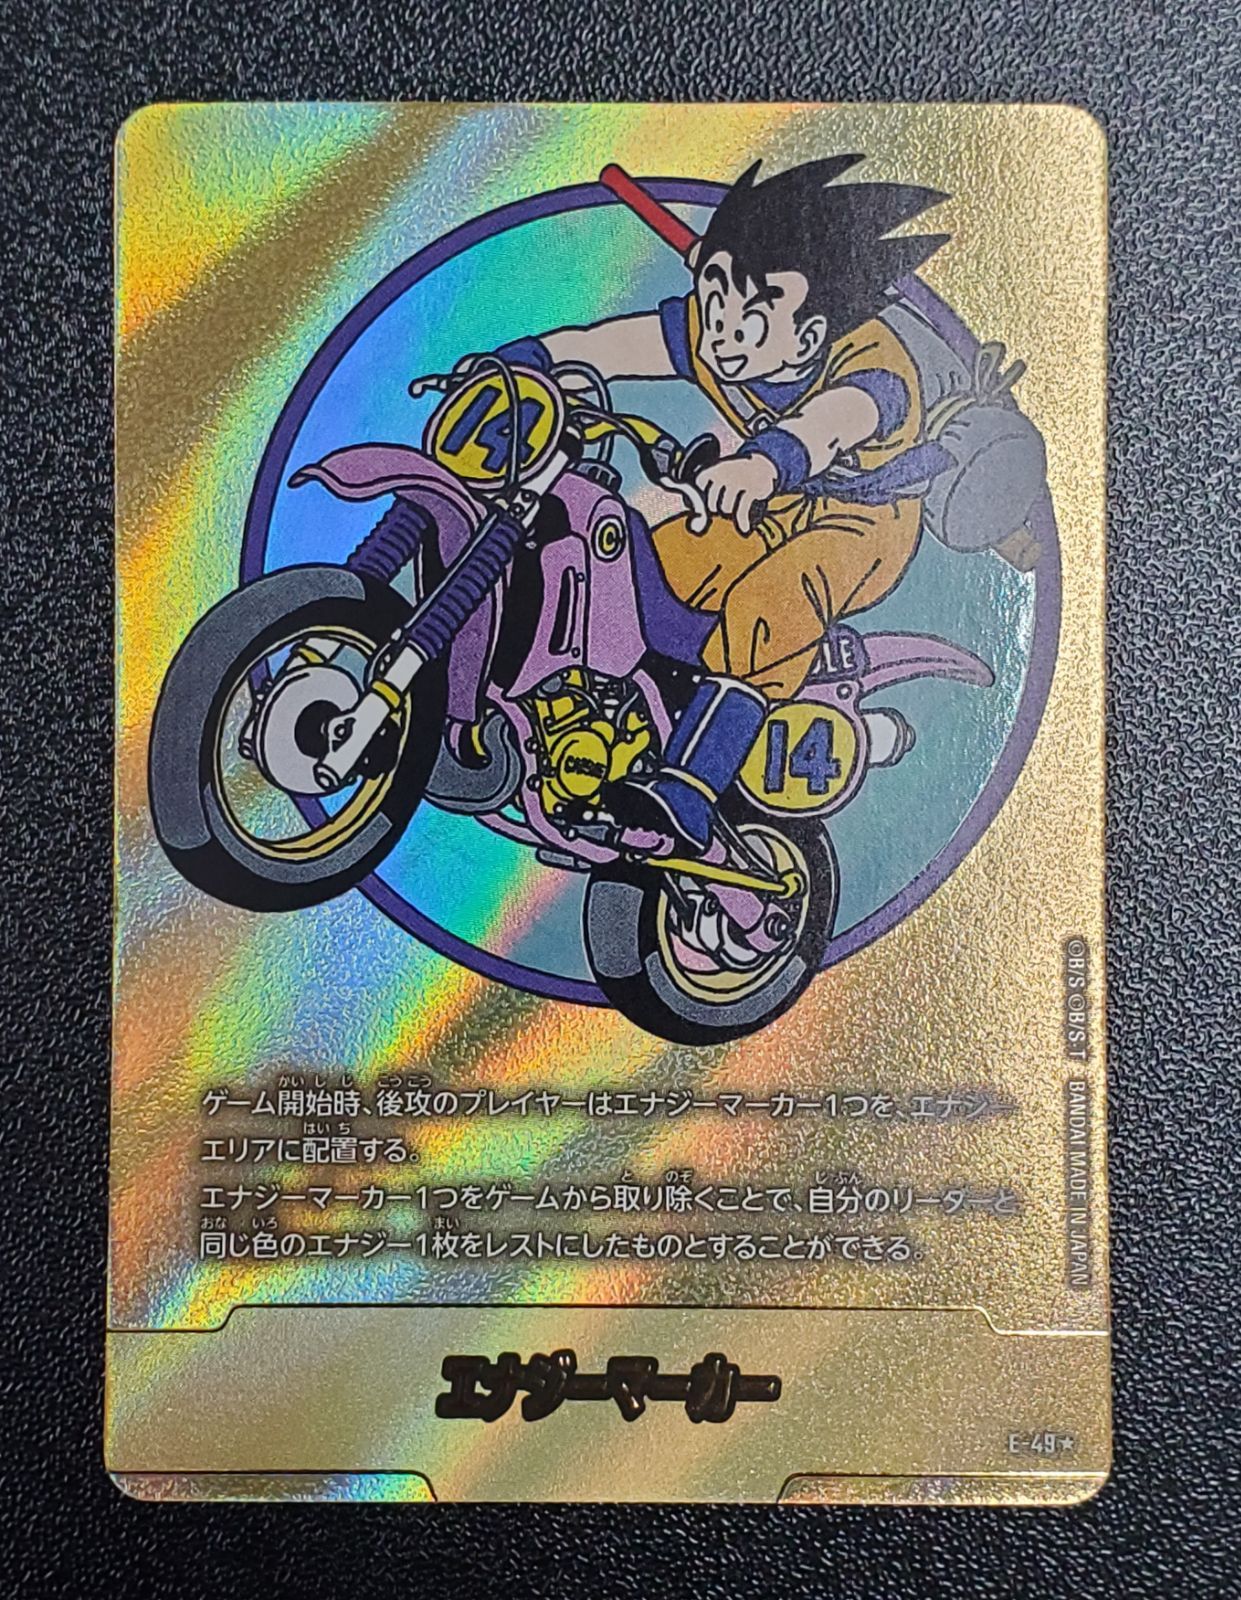 14
C
LE
14
ゲーム開始時、後攻のプレイヤーはエナジーマーカー1つを、エナジー
エリアに配置する。
エナジーマーカー1つをゲームから取り除くことで、自分のリーダーと
同じ色のエナジー1枚をレストにしたものとすることができる。
©B/S ©B/S T BANDAI MADE IN JAPAN
エナジーマーカー
E-49★